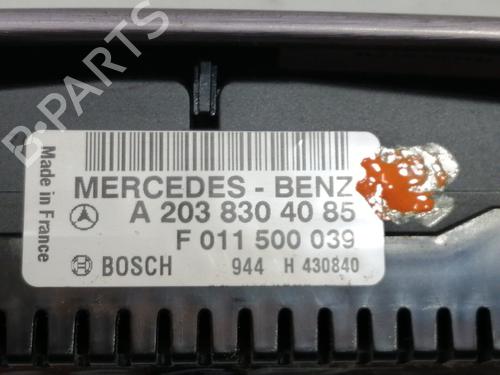 Made in France
MERCEDES - BENZ
A 203 830 40 85
F 011 500 039
BOSCH 944 H 430840
B-PARTS